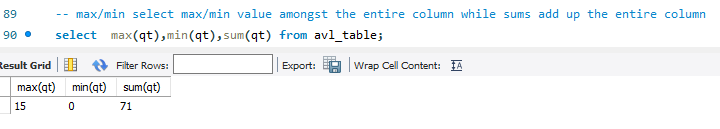 89 -- max/min select max/min value amongst the entire column while sums add up the entire column
90 select max(qt),min(qt),sum(qt) from avl_table;
Result Grid Filter Rows: Export: Wrap Cell Content: IA
max(qt) min(qt) sum(qt)
15 0 71